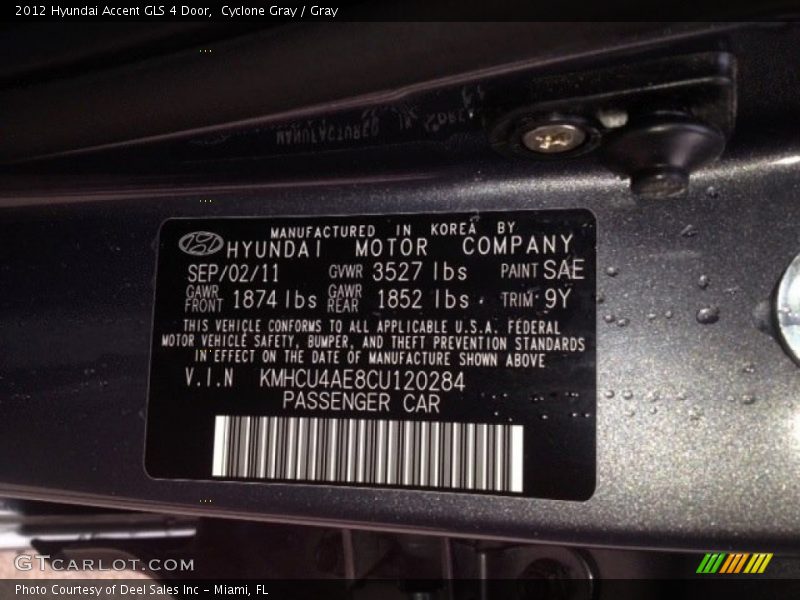 2012 Hyundai Accent GLS 4 Door,  Cyclone Gray / Gray
MANUFACTURED IN KOREA BY
HYUNDAI MOTOR COMPANY
SEP/02/11 GVWR 3527 lbs PAINT SAE
GAWR FRONT 1874 lbs GAWR REAR 1852 lbs TRIM 9Y
THIS VEHICLE CONFORMS TO ALL APPLICABLE U.S.A. FEDERAL
MOTOR VEHICLE SAFETY, BUMPER, AND THEFT PREVENTION STANDARDS
IN EFFECT ON THE DATE OF MANUFACTURE SHOWN ABOVE
V.I.N KMHCU4AE8CU120284
PASSENGER CAR
GTCARLOT.COM
Photo Courtesy of Deel Sales Inc - Miami, FL